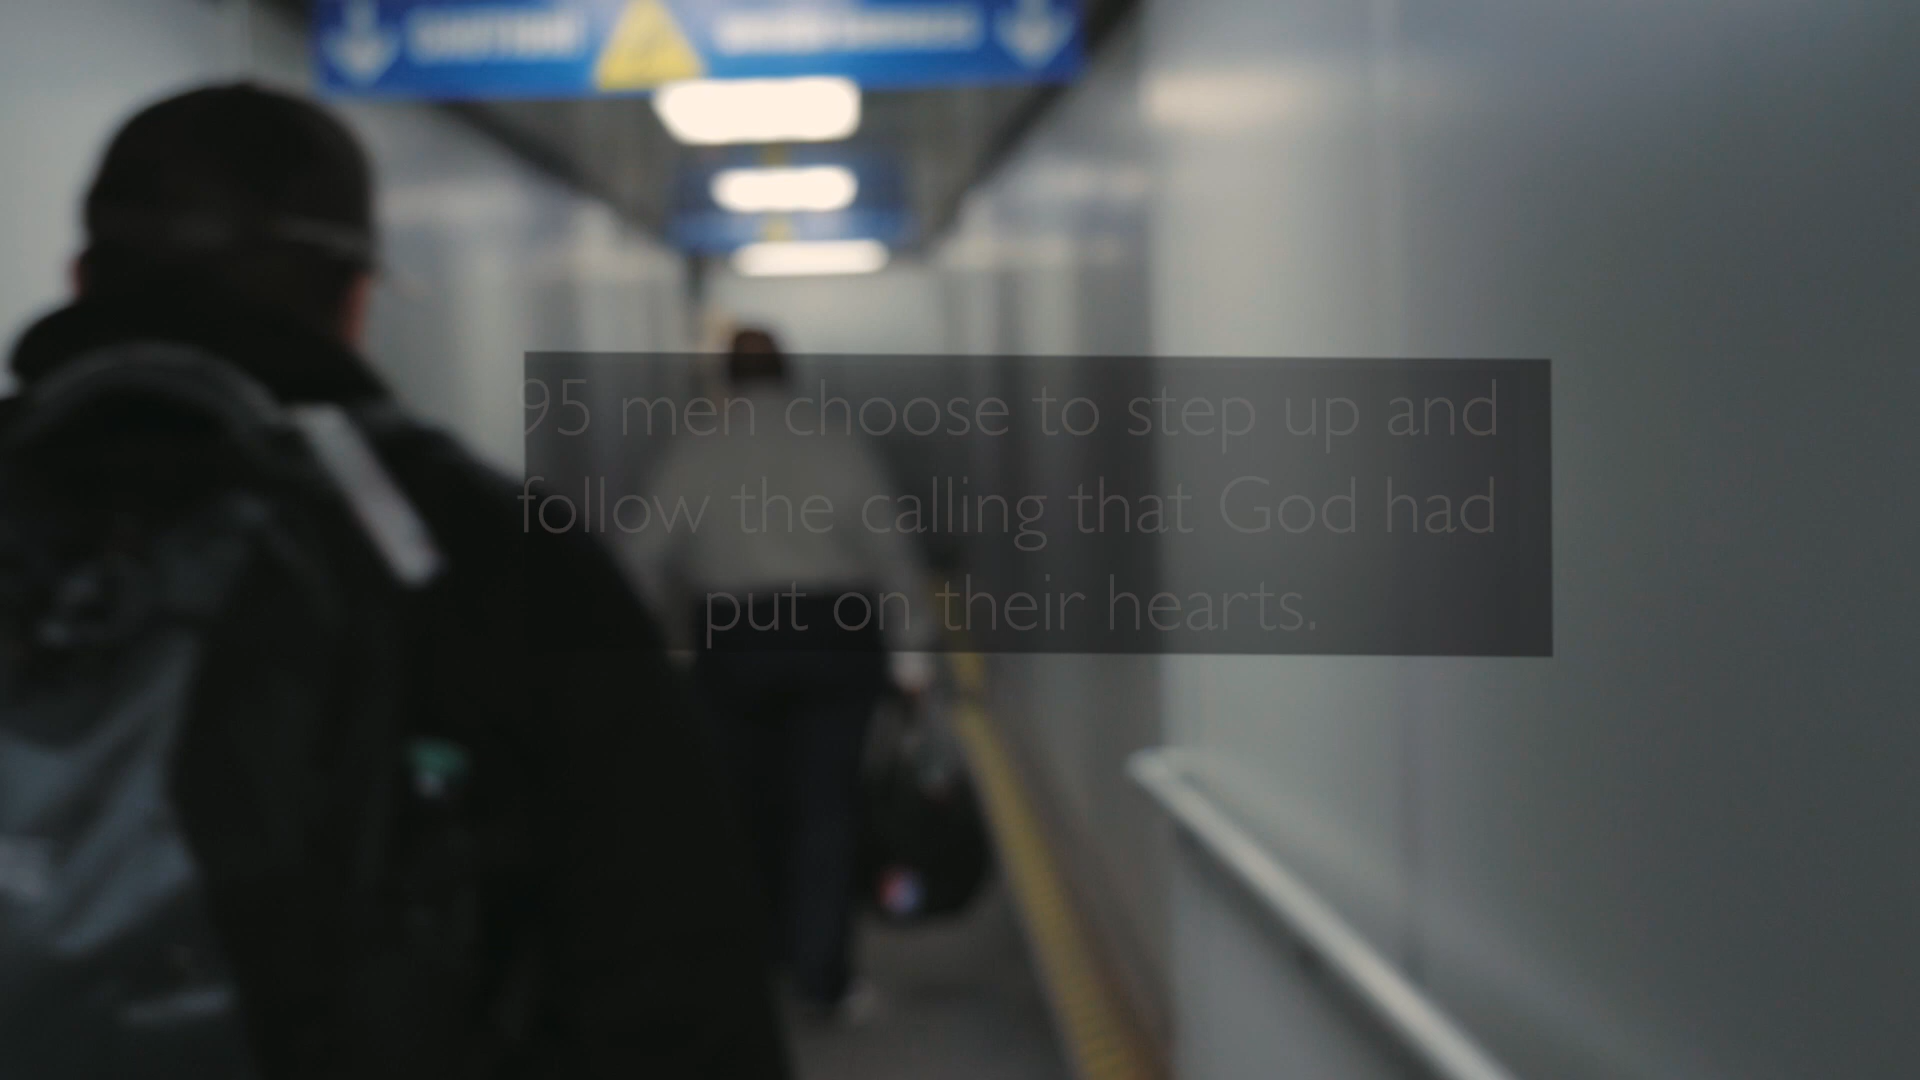 95 men choose to step up and
follow the calling that God had
put on their hearts.